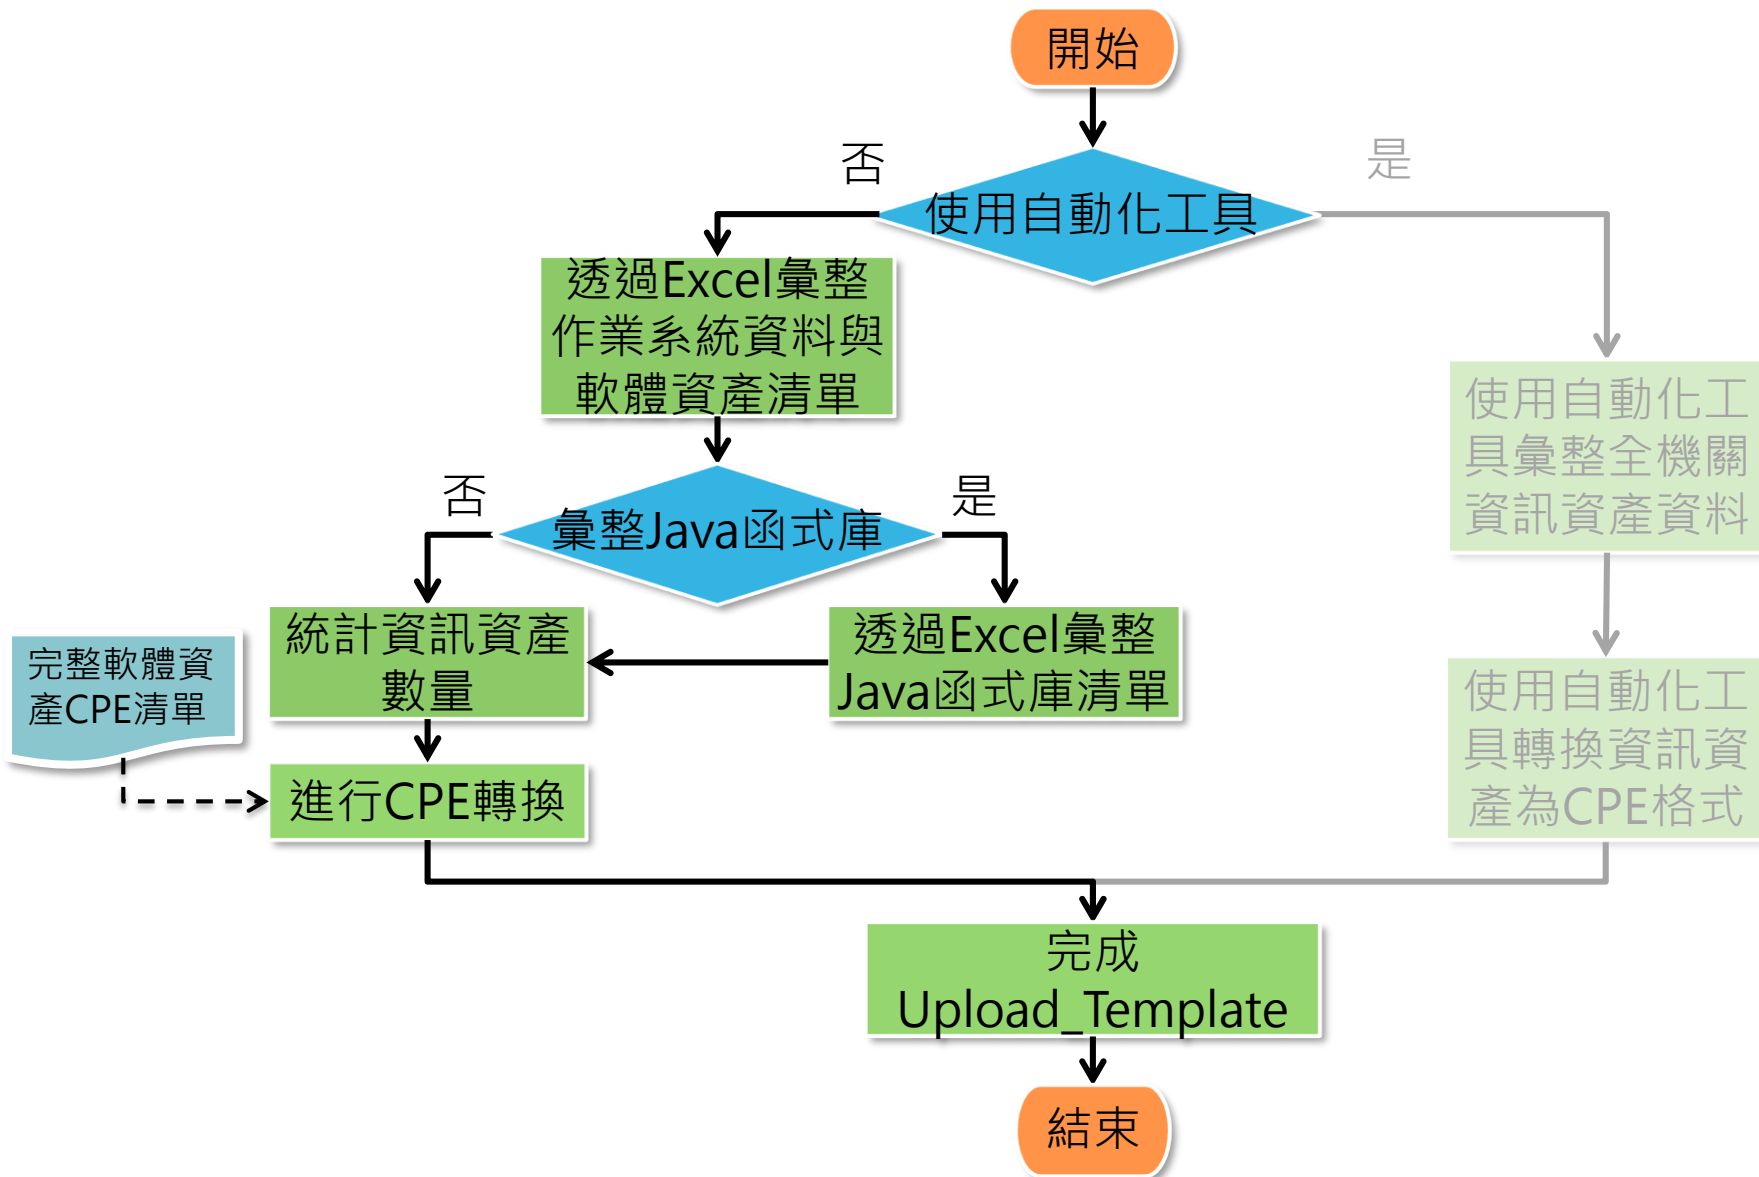 開始
否
是
使用自動化工具
透過Excel彙整
作業系統資料與
軟體資產清單
使用自動化工
具彙整全機關
資訊資產資料
否
是
彙整Java函式庫
統計資訊資產
數量
透過Excel彙整
Java函式庫清單
完整軟體資
產CPE清單
使用自動化工
具轉換資訊資
產為CPE格式
進行CPE轉換
完成
Upload_Template
結束